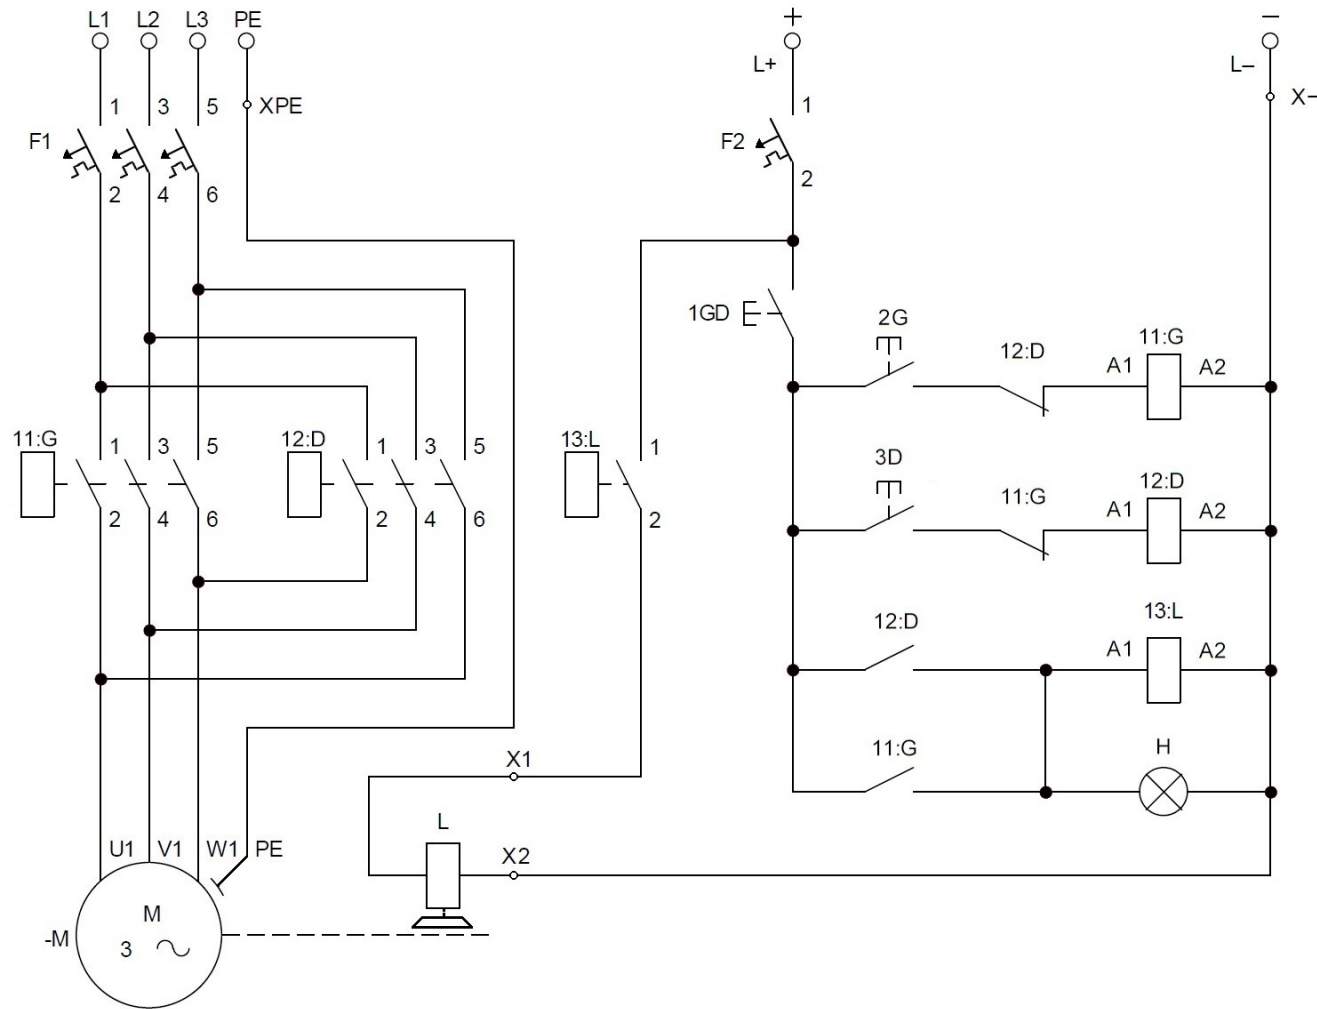 L1 L2 L3 PE + −
L+ L–
1 3 5 XPE 1 X−
F1 F2
2 4 6 2
1GD 2G
12:D 11:G
A1 A2
11:G 1 3 5 12:D 1 3 5 13:L 1
3D 11:G 12:D
A1 A2
2 4 6 2 4 6 2
12:D 13:L
A1 A2
X1 11:G H
L
U1 V1 W1 PE X2
M
-M 3